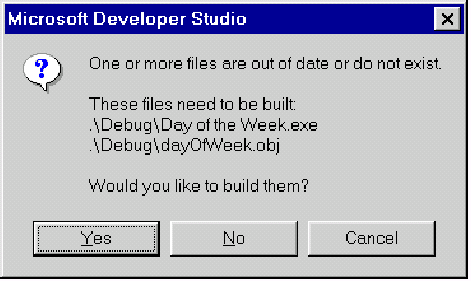 Microsoft Developer Studio
One or more files are out of date or do not exist.
These files need to be built:
.\Debug\Day of the Week.exe
.\Debug\dayOfWeek.obj
Would you like to build them?
Yes No Cancel